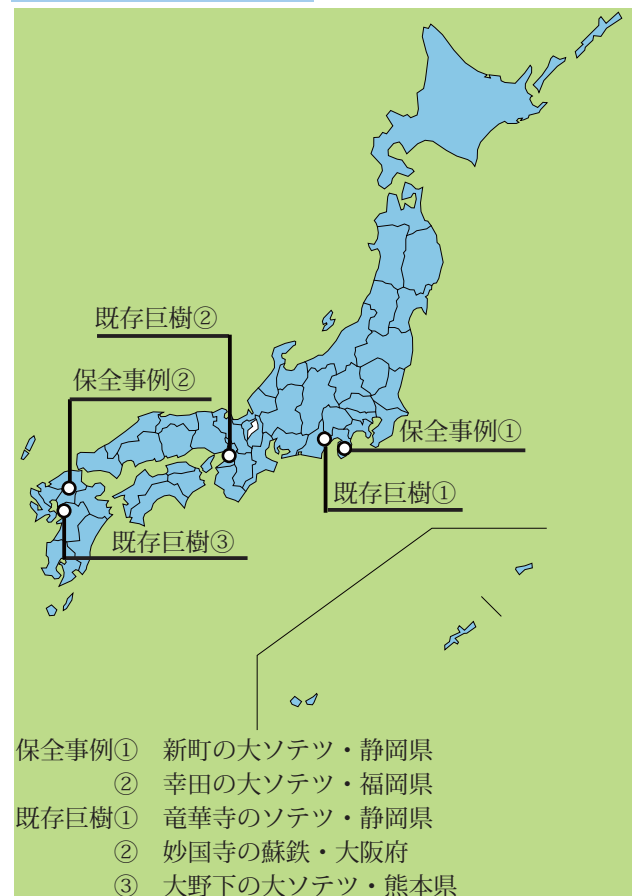 既存巨樹②
保全事例②
保全事例①
既存巨樹①
既存巨樹③
保全事例① 新町の大ソテツ・静岡県
② 幸田の大ソテツ・福岡県
既存巨樹① 竜華寺のソテツ・静岡県
② 妙国寺の蘇鉄・大阪府
③ 大野下の大ソテツ・熊本県